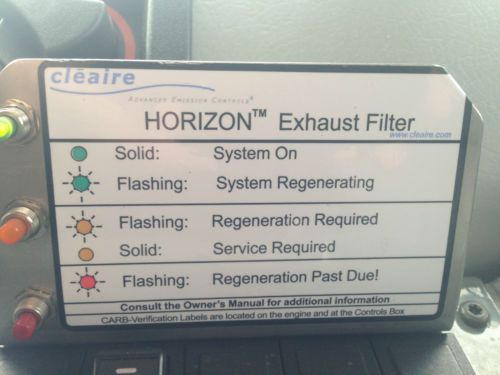 cleaire
ADVANCED EMISSION CONTROLS®
HORIZON™ Exhaust Filter
www.cleaire.com
Solid: System On
Flashing: System Regenerating
Flashing: Regeneration Required
Solid: Service Required
Flashing: Regeneration Past Due!
Consult the Owner's Manual for additional information
CARB-Verification Labels are located on the engine and at the Controls Box